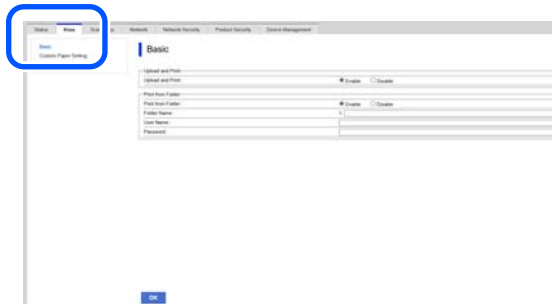 Status Print Network Network Security Product Security Device Management
Basic
Custom Paper Setting
Basic
Upload and Print
Upload and Print Enable Disable
Print from Folder
Print from Folder Enable Disable
Folder Name
User Name
Password
OK